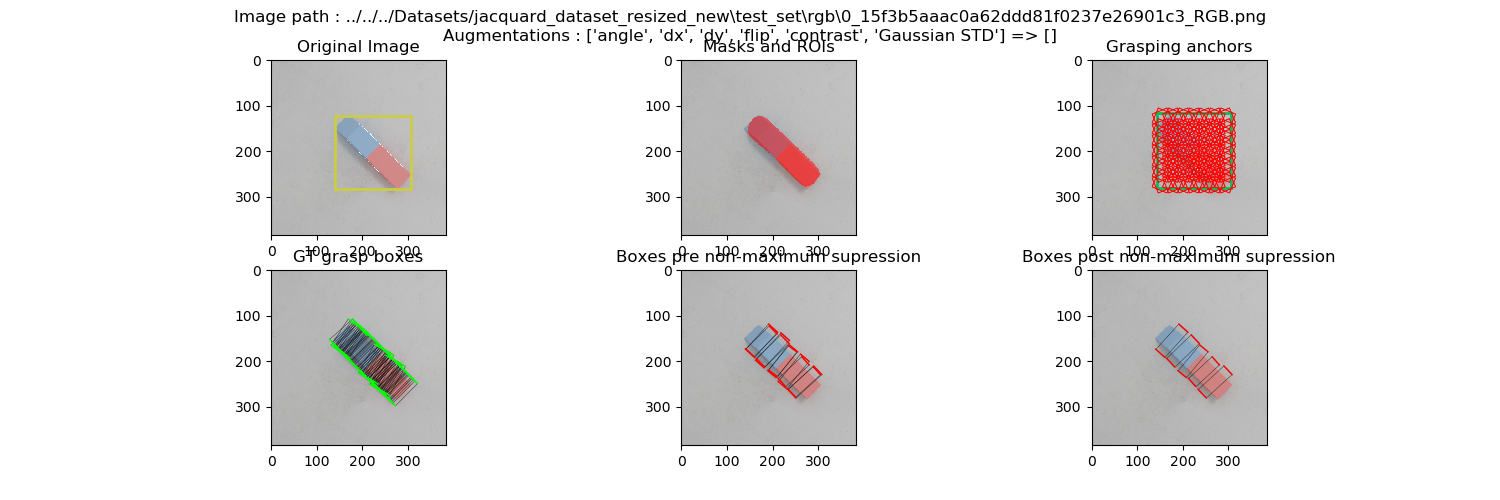 Image path : ../../../Datasets/jacquard_dataset_resized_new\test_set\rgb\0_15f3b5aaac0a62ddd81f0237e26901c3_RGB.png
Augmentations : ['angle', 'dx', 'dy', 'flip', 'contrast', 'Gaussian STD'] => []
Original Image
0
100
200
300
0 100 200 300
Masks and ROIs
0
100
200
300
0 100 200 300
Grasping anchors
0
100
200
300
0 100 200 300
GT grasp boxes
0
100
200
300
0 100 200 300
Boxes pre non-maximum supression
0
100
200
300
0 100 200 300
Boxes post non-maximum supression
0
100
200
300
0 100 200 300